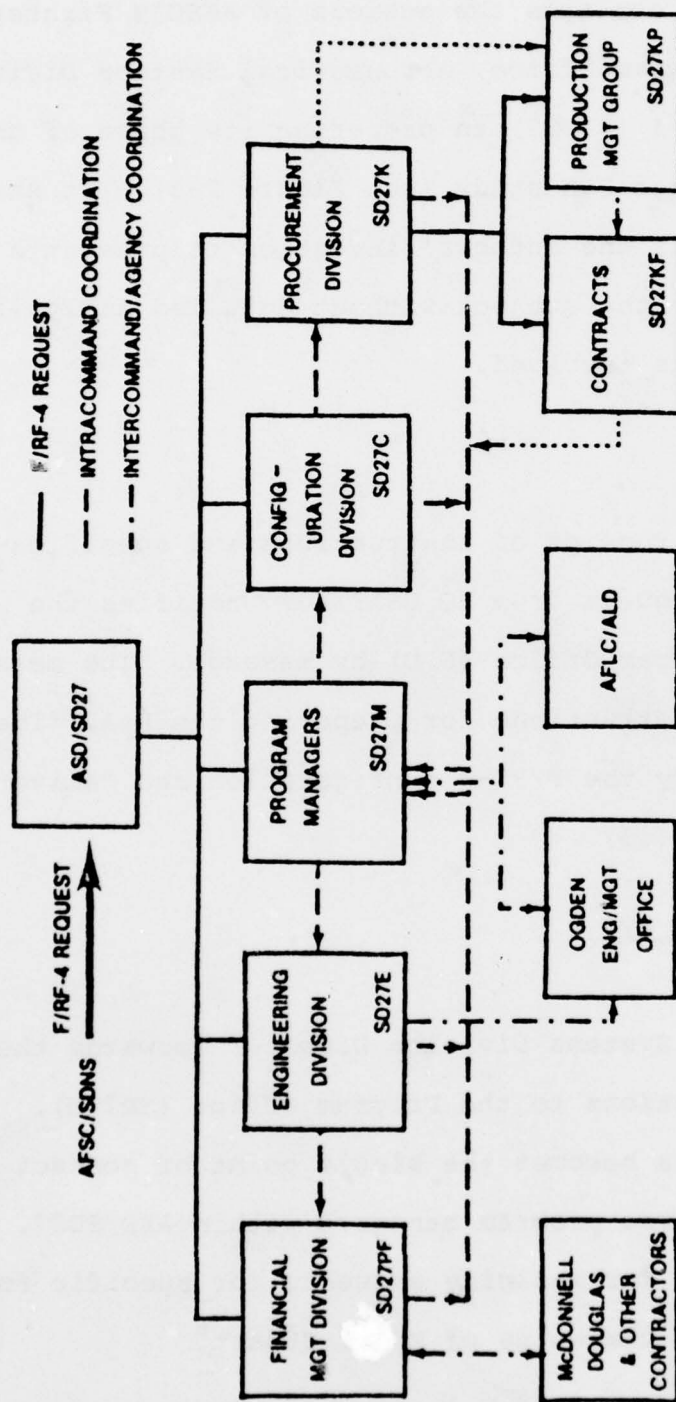 AFSC/SDNS
F/RF-4 REQUEST
ASD/SD27
F/RF-4 REQUEST
INTRACOMMAND COORDINATION
INTERCOMMAND/AGENCY COORDINATION
FINANCIAL
MGT DIVISION
SD27PF
ENGINEERING
DIVISION
SD27E
PROGRAM
MANAGERS
SD27M
CONFIG-
URATION
DIVISION
SD27C
PROCUREMENT
DIVISION
SD27K
McDONNELL
DOUGLAS
& OTHER
CONTRACTORS
OGDEN
ENG/MGT
OFFICE
AFLC/ALD
CONTRACTS
SD27KF
PRODUCTION
MGT GROUP
SD27KP